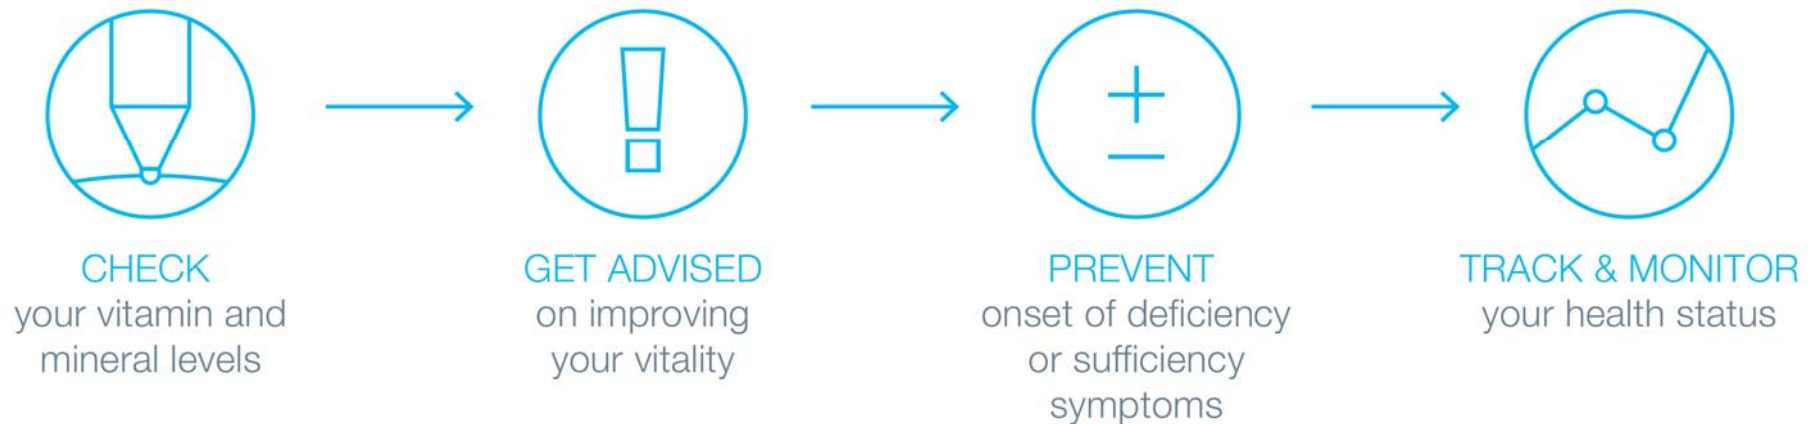 CHECK
your vitamin and
mineral levels
GET ADVISED
on improving
your vitality
PREVENT
onset of deficiency
or sufficiency
symptoms
TRACK & MONITOR
your health status